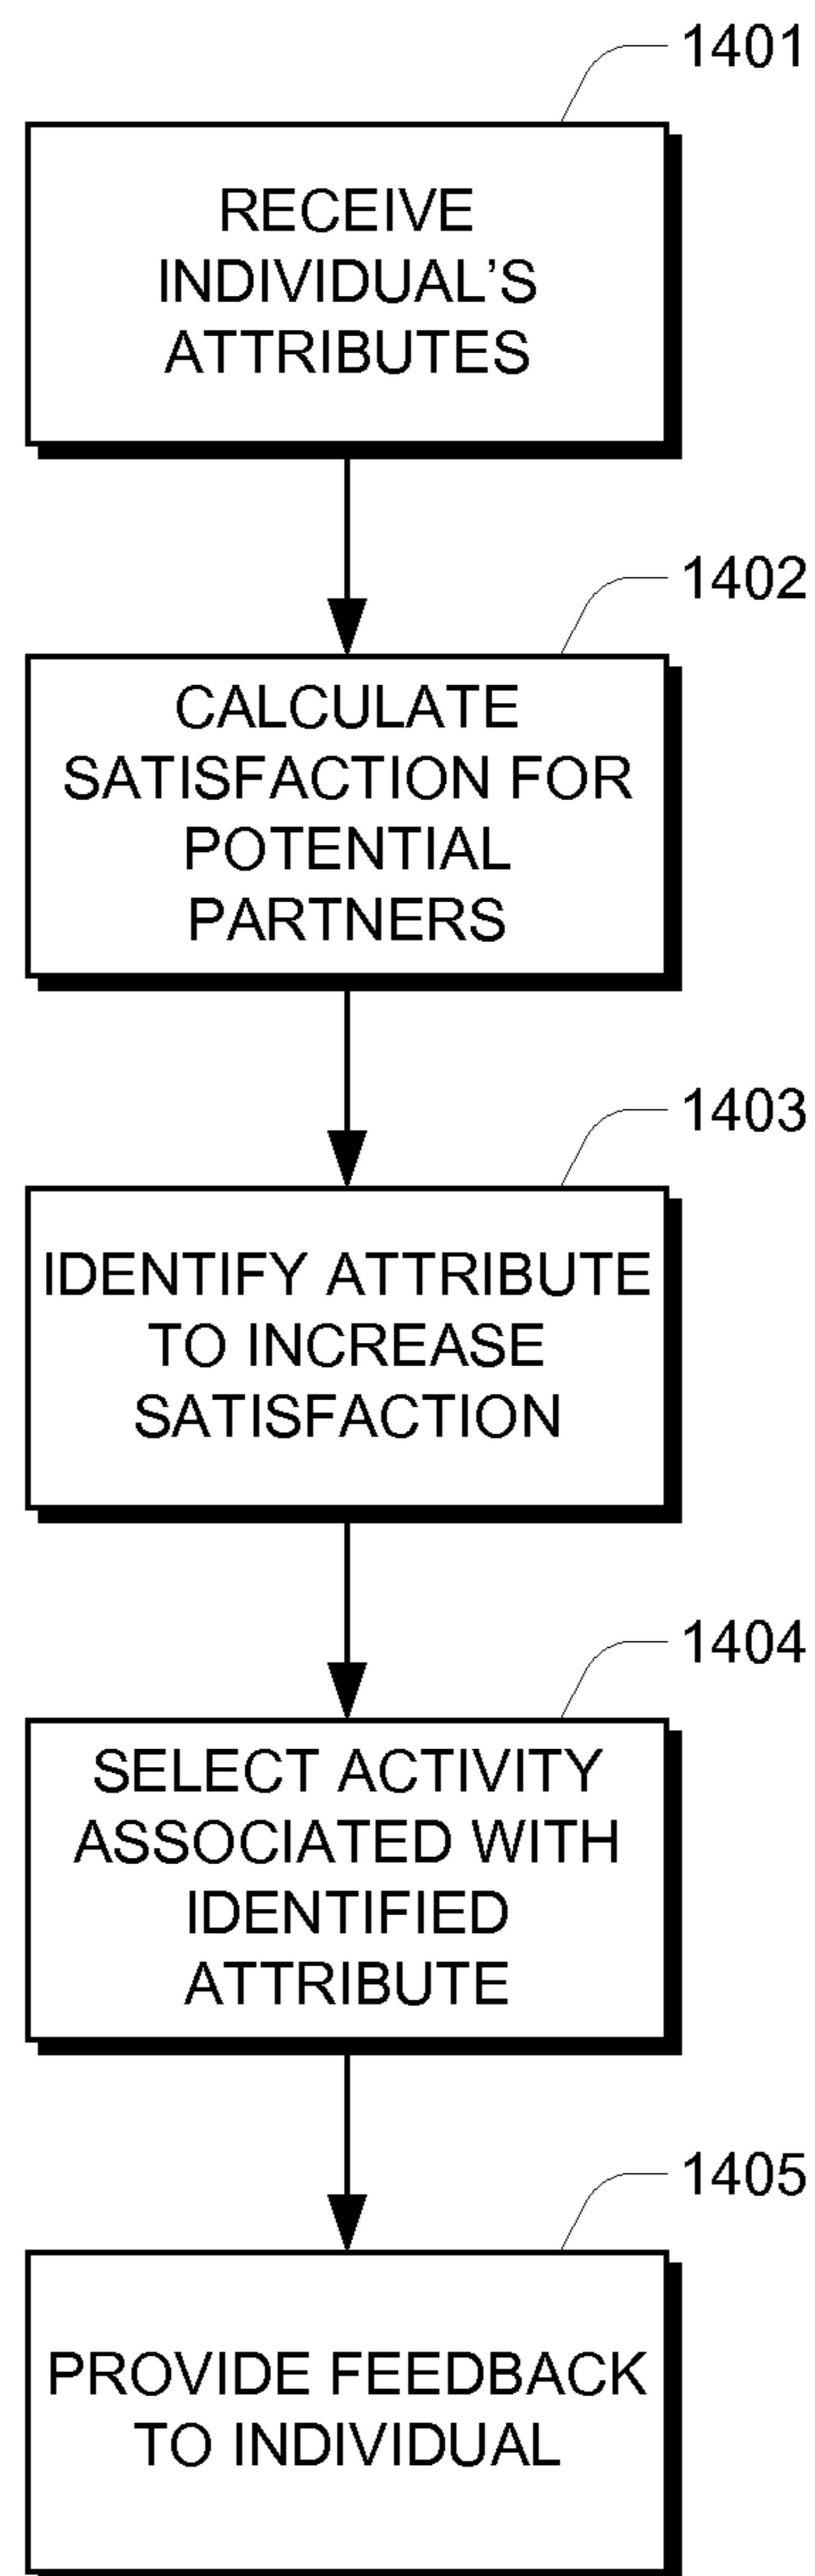 1401
RECEIVE
INDIVIDUAL'S
ATTRIBUTES
1402
CALCULATE
SATISFACTION FOR
POTENTIAL
PARTNERS
1403
IDENTIFY ATTRIBUTE
TO INCREASE
SATISFACTION
1404
SELECT ACTIVITY
ASSOCIATED WITH
IDENTIFIED
ATTRIBUTE
1405
PROVIDE FEEDBACK
TO INDIVIDUAL